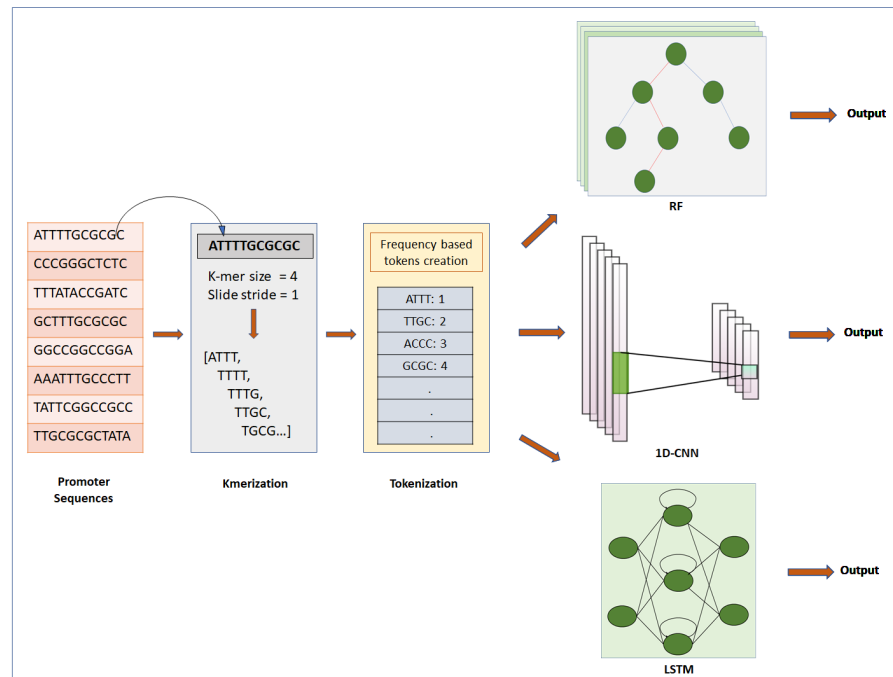 ATTTTGCGCGC
CCCGGGCTCTC
TTTATACCGATC
GCTTTGCGCGC
GGCCGGCCGGA
AAATTTGCCCTT
TATTCGGCCGCC
TTGCGCGCTATA
Promoter
Sequences
ATTTTGCGCGC
K-mer size = 4
Slide stride = 1
[ATTT,
TTTT,
TTTG,
TTGC,
TGCG...]
Kmerization
Frequency based
tokens creation
ATTT: 1
TTGC: 2
ACCC: 3
GCGC: 4
.
.
.
Tokenization
RF
Output
1D-CNN
Output
LSTM
Output